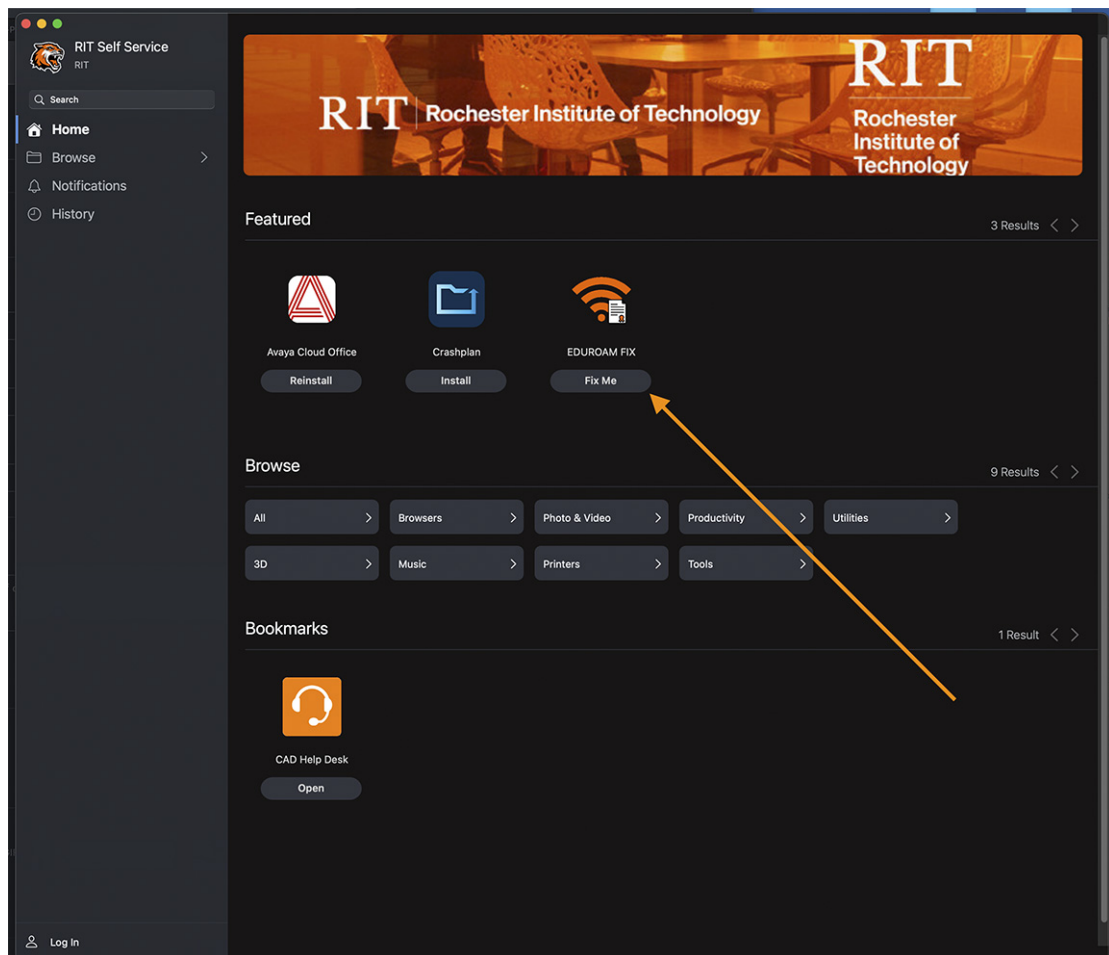 RIT Self Service
RIT
Search
Home
Browse
Notifications
History
Log In
RIT Rochester Institute of Technology
RIT
Rochester
Institute of
Technology
Featured
3 Results
Avaya Cloud Office
Crashplan
EDUROAM FIX
Reinstall
Install
Fix Me
Browse
9 Results
All
Browsers
Photo & Video
Productivity
Utilities
3D
Music
Printers
Tools
Bookmarks
1 Result
CAD Help Desk
Open